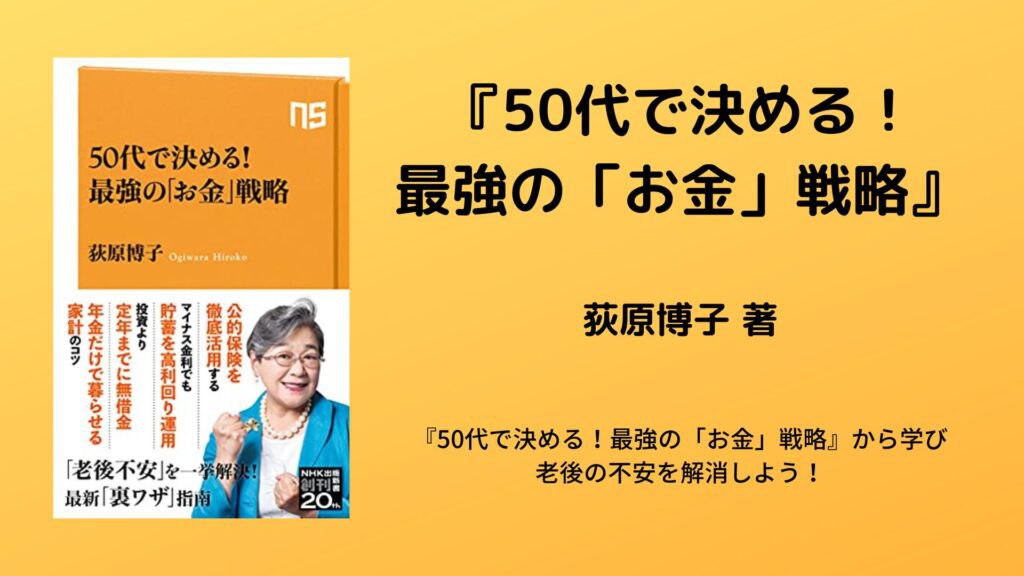 ns
50代で決める!
最強の「お金」戦略
荻原博子 Ogiwara Hiroko
公的保険を
徹底活用する
マイナス金利でも
貯蓄を高利回り運用
投資より
定年までに無借金
年金だけで暮らせる
家計のコツ
「老後不安」を一挙解決!
最新「裏ワザ」指南
NHK出版
新書
創刊
20th
『50代で決める！
最強の「お金」戦略』
荻原博子 著
『50代で決める！最強の「お金」戦略』から学び
老後の不安を解消しよう！